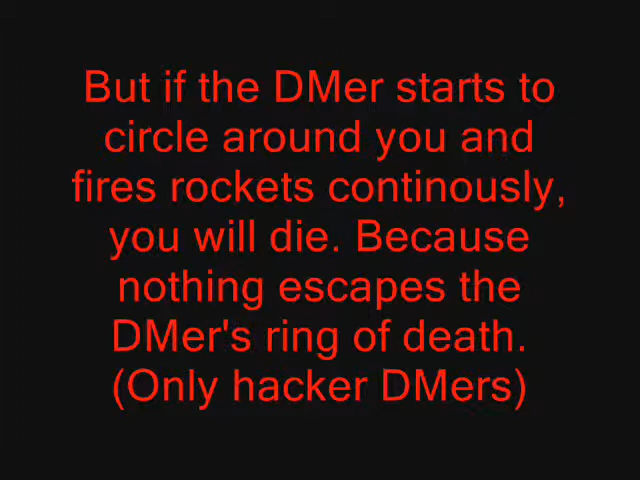 But if the DMer starts to
circle around you and
fires rockets continously,
you will die. Because
nothing escapes the
DMer's ring of death.
(Only hacker DMers)